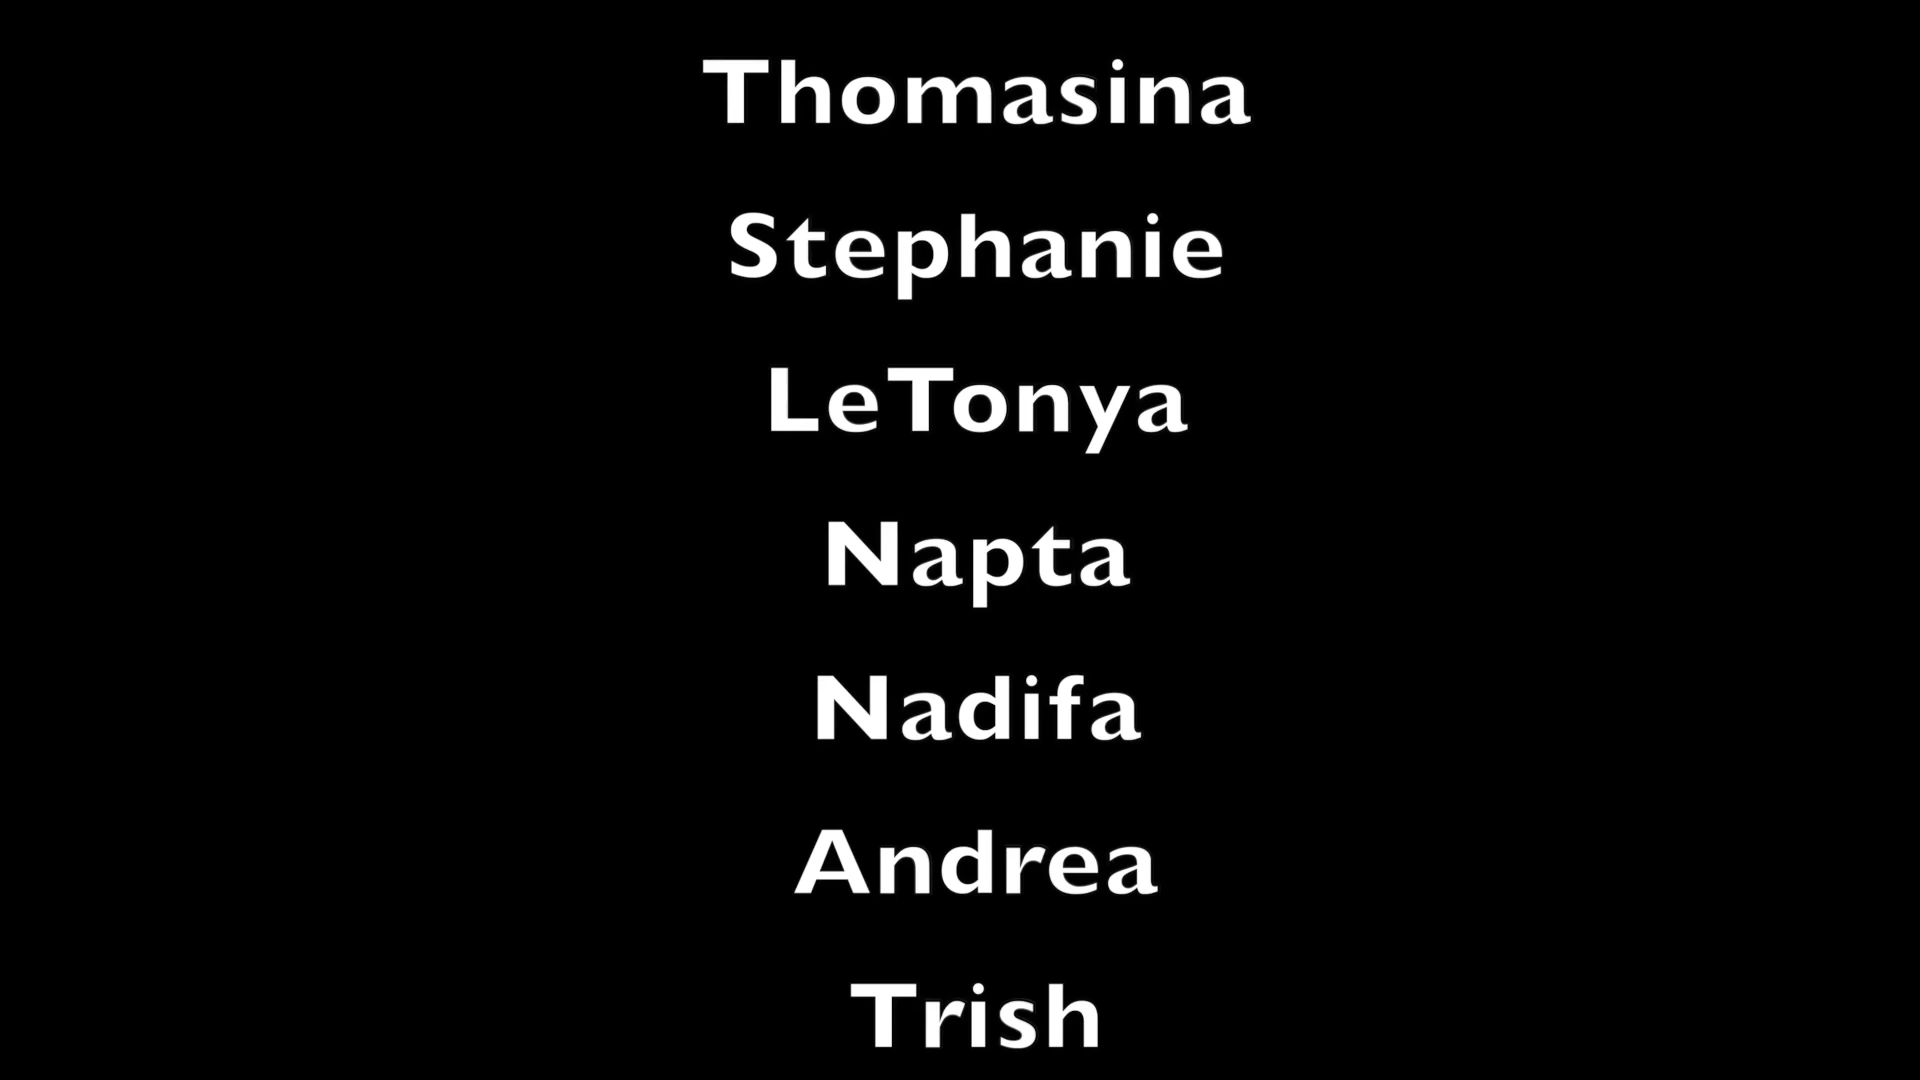 Thomasina
Stephanie
LeTonya
Napta
Nadifa
Andrea
Trish